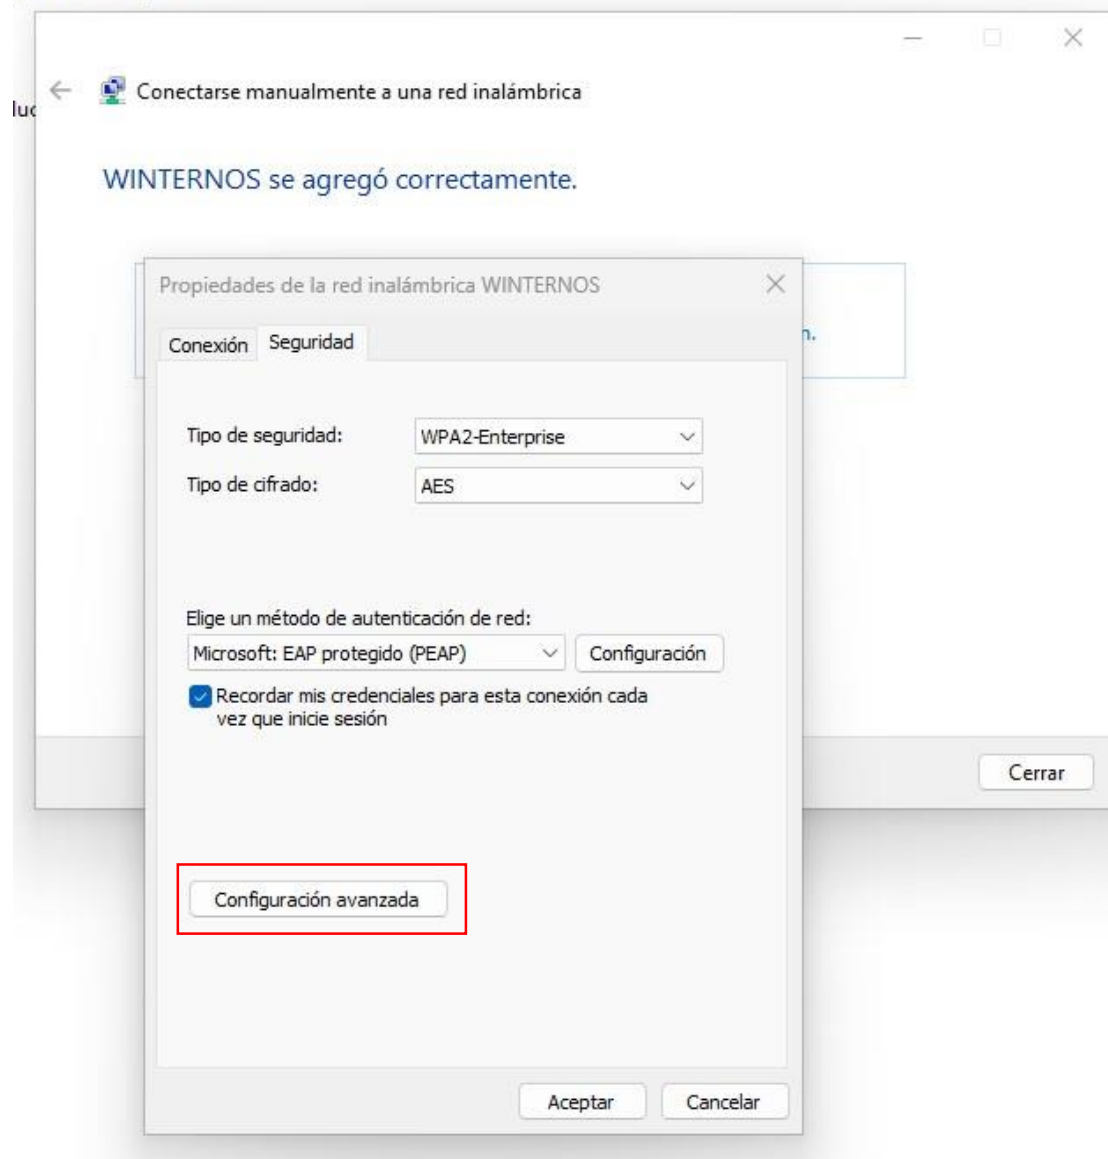 Conectarse manualmente a una red inalámbrica
WINTERNOS se agregó correctamente.
Propiedades de la red inalámbrica WINTERNOS
Conexión
Seguridad
Tipo de seguridad:
WPA2-Enterprise
Tipo de cifrado:
AES
Elige un método de autenticación de red:
Microsoft: EAP protegido (PEAP)
Configuración
Recordar mis credenciales para esta conexión cada
vez que inicie sesión
Cerrar
Configuración avanzada
Aceptar
Cancelar